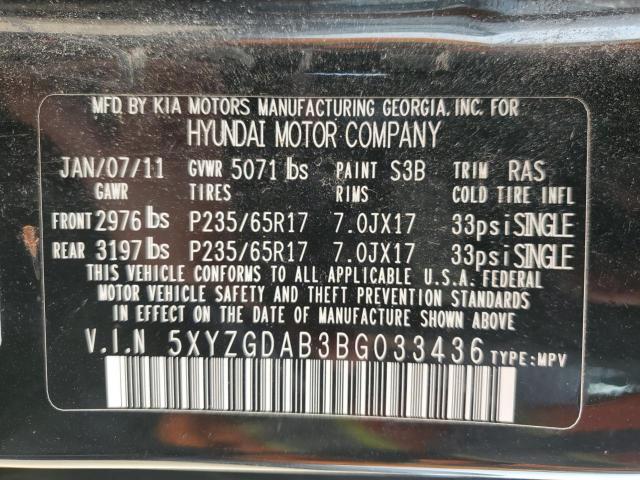 MFD. BY KIA MOTORS MANUFACTURING GEORGIA, INC. FOR
HYUNDAI MOTOR COMPANY
JAN/07/11 GVWR 5071 lbs PAINT S3B TRIM RAS
GAWR TIRES RIMS COLD TIRE INFL
FRONT 2976 lbs P235/65R17 7.0JX17 33psi SINGLE
REAR 3197 lbs P235/65R17 7.0JX17 33psi SINGLE
THIS VEHICLE CONFORMS TO ALL APPLICABLE U.S.A. FEDERAL
MOTOR VEHICLE SAFETY AND THEFT PREVENTION STANDARDS
IN EFFECT ON THE DATE OF MANUFACTURE SHOWN ABOVE.
V.I.N 5XYZGDAB3BG033436 TYPE:MPV